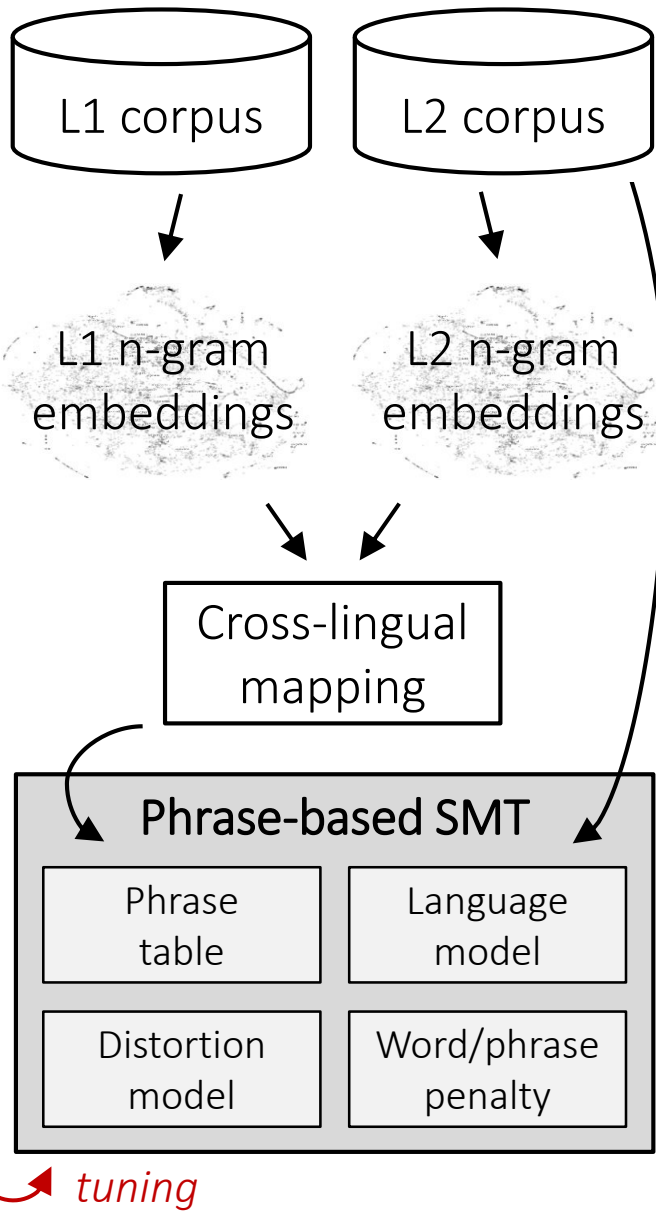 L1 corpus
L2 corpus
L1 n-gram
embeddings
L2 n-gram
embeddings
Cross-lingual
mapping
Phrase-based SMT
Phrase
table
Language
model
Distortion
model
Word/phrase
penalty
tuning